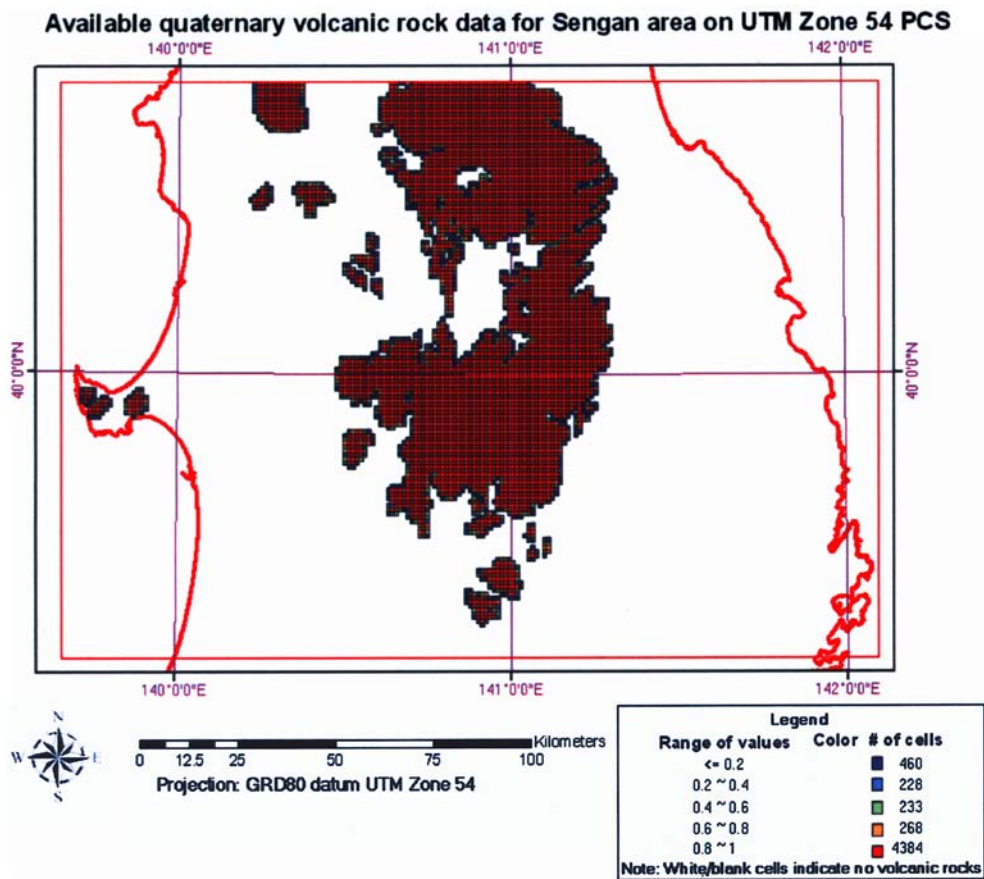 Available quaternary volcanic rock data for Sengan area on UTM Zone 54 PCS
140°0'0"E 141°0'0"E 142°0'0"E
40°0'0"N 40°0'0"N
140°0'0"E 141°0'0"E 142°0'0"E
N
W E
S
Kilometers
0 12.5 25 50 75 100
Projection: GRD80 datum UTM Zone 54
Legend
Range of values Color # of cells
<= 0.2 460
0.2 ~ 0.4 228
0.4 ~ 0.6 233
0.6 ~ 0.8 268
0.8 ~ 1 4384
Note: White/blank cells indicate no volcanic rocks